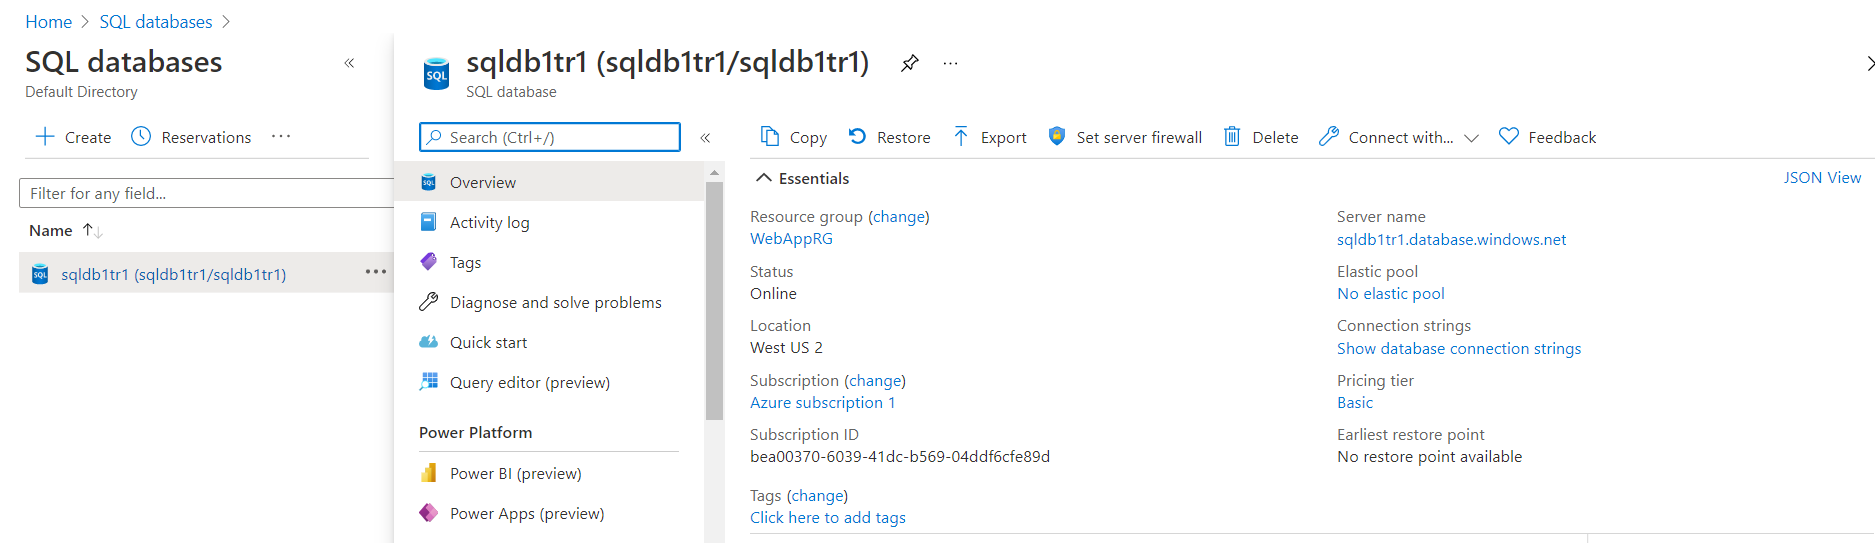 Home > SQL databases >
SQL databases
Default Directory
Create
Reservations
Filter for any field...
Name
sqldb1tr1 (sqldb1tr1/sqldb1tr1)
sqldb1tr1 (sqldb1tr1/sqldb1tr1)
SQL database
Search (Ctrl+/)
Overview
Activity log
Tags
Diagnose and solve problems
Quick start
Query editor (preview)
Power Platform
Power BI (preview)
Power Apps (preview)
Copy
Restore
Export
Set server firewall
Delete
Connect with...
Feedback
Essentials
JSON View
Resource group (change)
WebAppRG
Status
Online
Location
West US 2
Subscription (change)
Azure subscription 1
Subscription ID
bea00370-6039-41dc-b569-04ddf6cfe89d
Tags (change)
Click here to add tags
Server name
sqldb1tr1.database.windows.net
Elastic pool
No elastic pool
Connection strings
Show database connection strings
Pricing tier
Basic
Earliest restore point
No restore point available